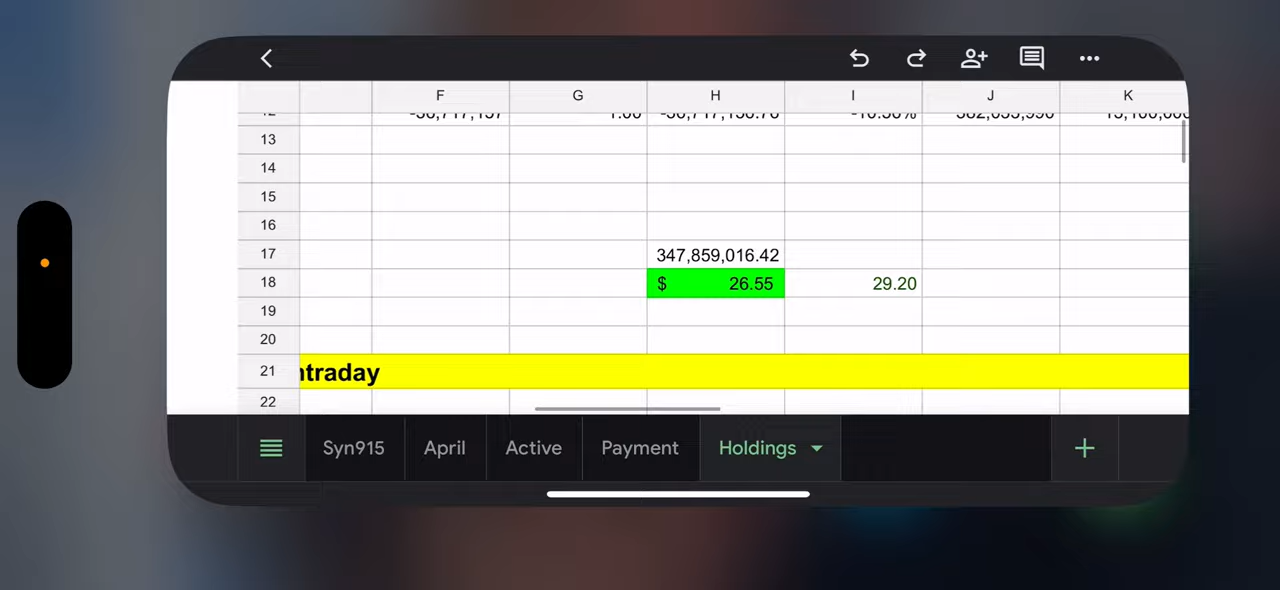 F G H I J K
13
14
15
16
17 347,859,016.42
18 $ 26.55 29.20
19
20
21 ntraday
22
Syn915 April Active Payment Holdings +